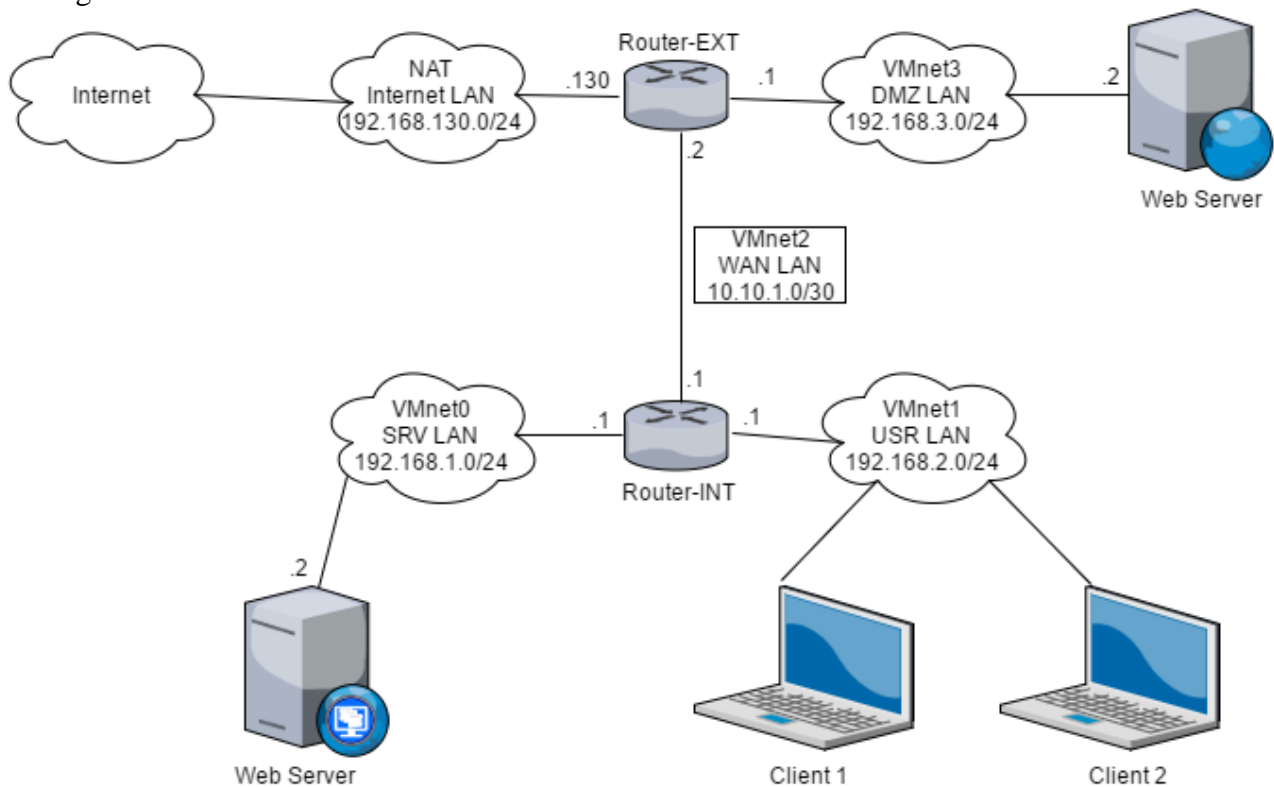 Router-EXT
Internet
NAT
Internet LAN
192.168.130.0/24
.130
.1
VMnet3
DMZ LAN
192.168.3.0/24
.2
Web Server
.2
VMnet2
WAN LAN
10.10.1.0/30
.1
VMnet0
SRV LAN
192.168.1.0/24
.1
.1
VMnet1
USR LAN
192.168.2.0/24
Router-INT
.2
Web Server
Client 1
Client 2